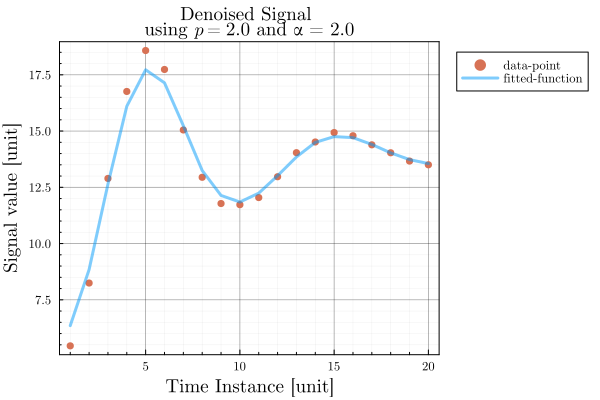 Denoised Signal
using p = 2.0 and α = 2.0
data-point
fitted-function
17.5
15.0
12.5
10.0
7.5
Signal value [unit]
5
10
15
20
Time Instance [unit]